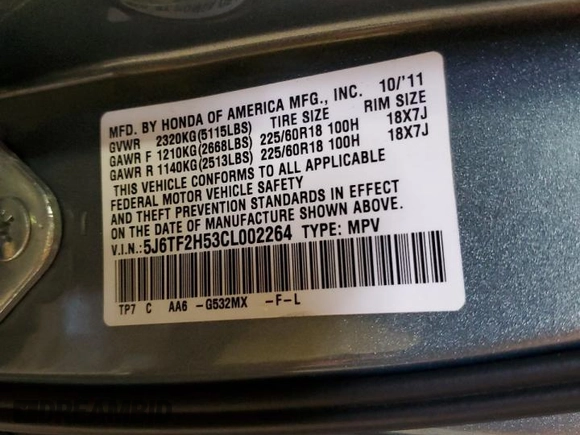 MFD. BY HONDA OF AMERICA MFG., INC. 10/'11
GVWR 2320KG(5115LBS) TIRE SIZE RIM SIZE
GAWR F 1210KG(2668LBS) 225/60R18 100H 18X7J
GAWR R 1140KG(2513LBS) 225/60R18 100H 18X7J
THIS VEHICLE CONFORMS TO ALL APPLICABLE
FEDERAL MOTOR VEHICLE SAFETY
AND THEFT PREVENTION STANDARDS IN EFFECT
ON THE DATE OF MANUFACTURE SHOWN ABOVE.
V.I.N.:5J6TF2H53CL002264 TYPE: MPV
TP7 C AA6 -G532MX -F-L